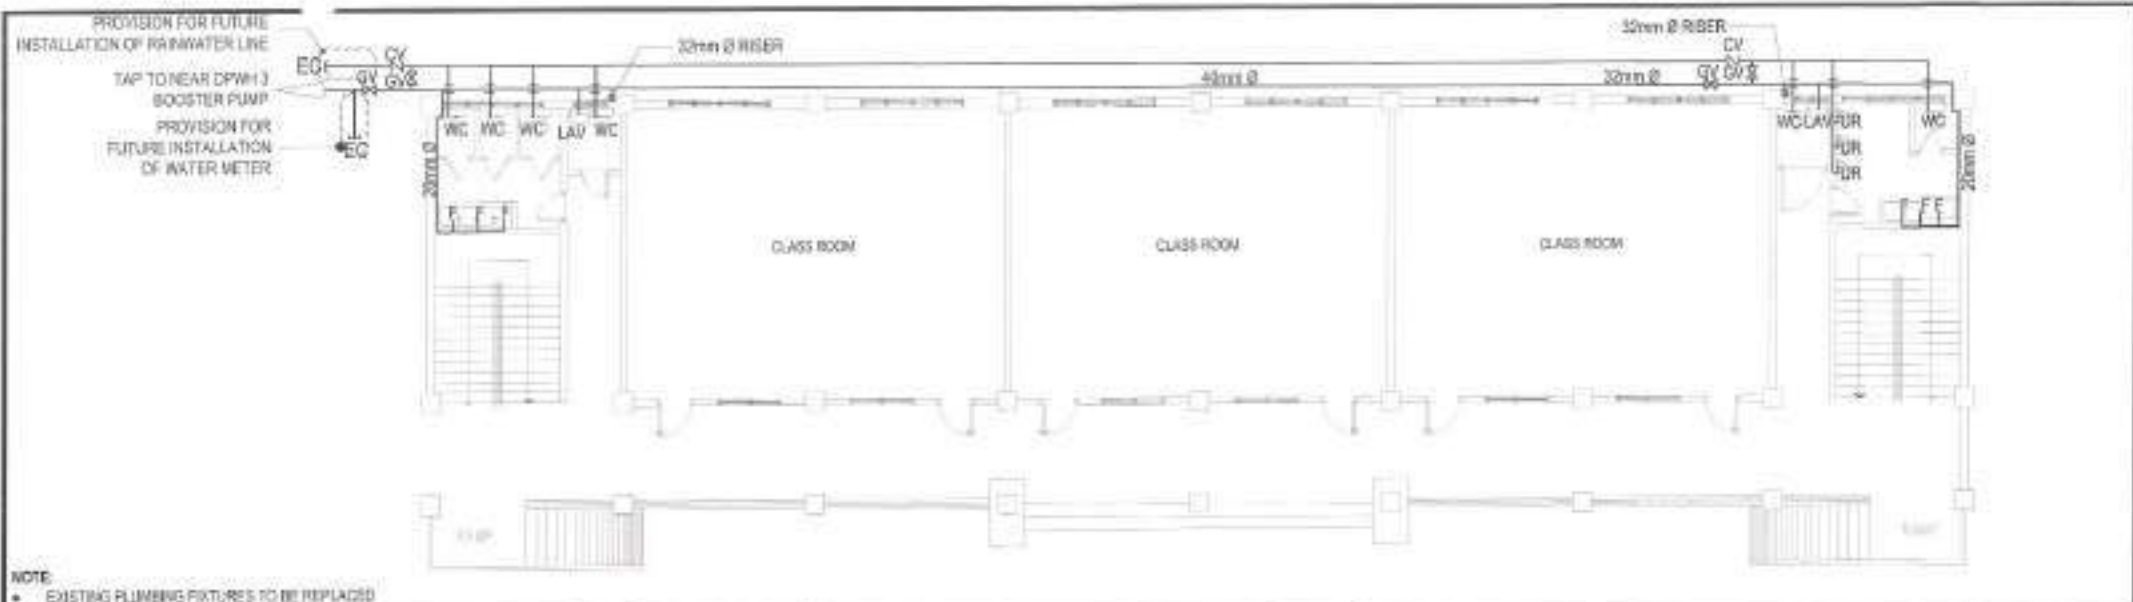 PROVISION FOR FUTURE
INSTALLATION OF RAINWATER LINE
TAP TO NEAR DPWH 3
BOOSTER PUMP
PROVISION FOR
FUTURE INSTALLATION
OF WATER METER
EC
CV
GV
GV
EC
32mm Ø RISER
40mm Ø
32mm Ø
32mm Ø RISER
CV
GV
GV
WC
WC
WC
LAV
WC
20mm Ø
WC
LAV
UR
UR
UR
WC
20mm Ø
F
F
F
F
F
F
CLASS ROOM
CLASS ROOM
CLASS ROOM
NOTE:
• EXISTING PLUMBING FIXTURES TO BE REPLACED